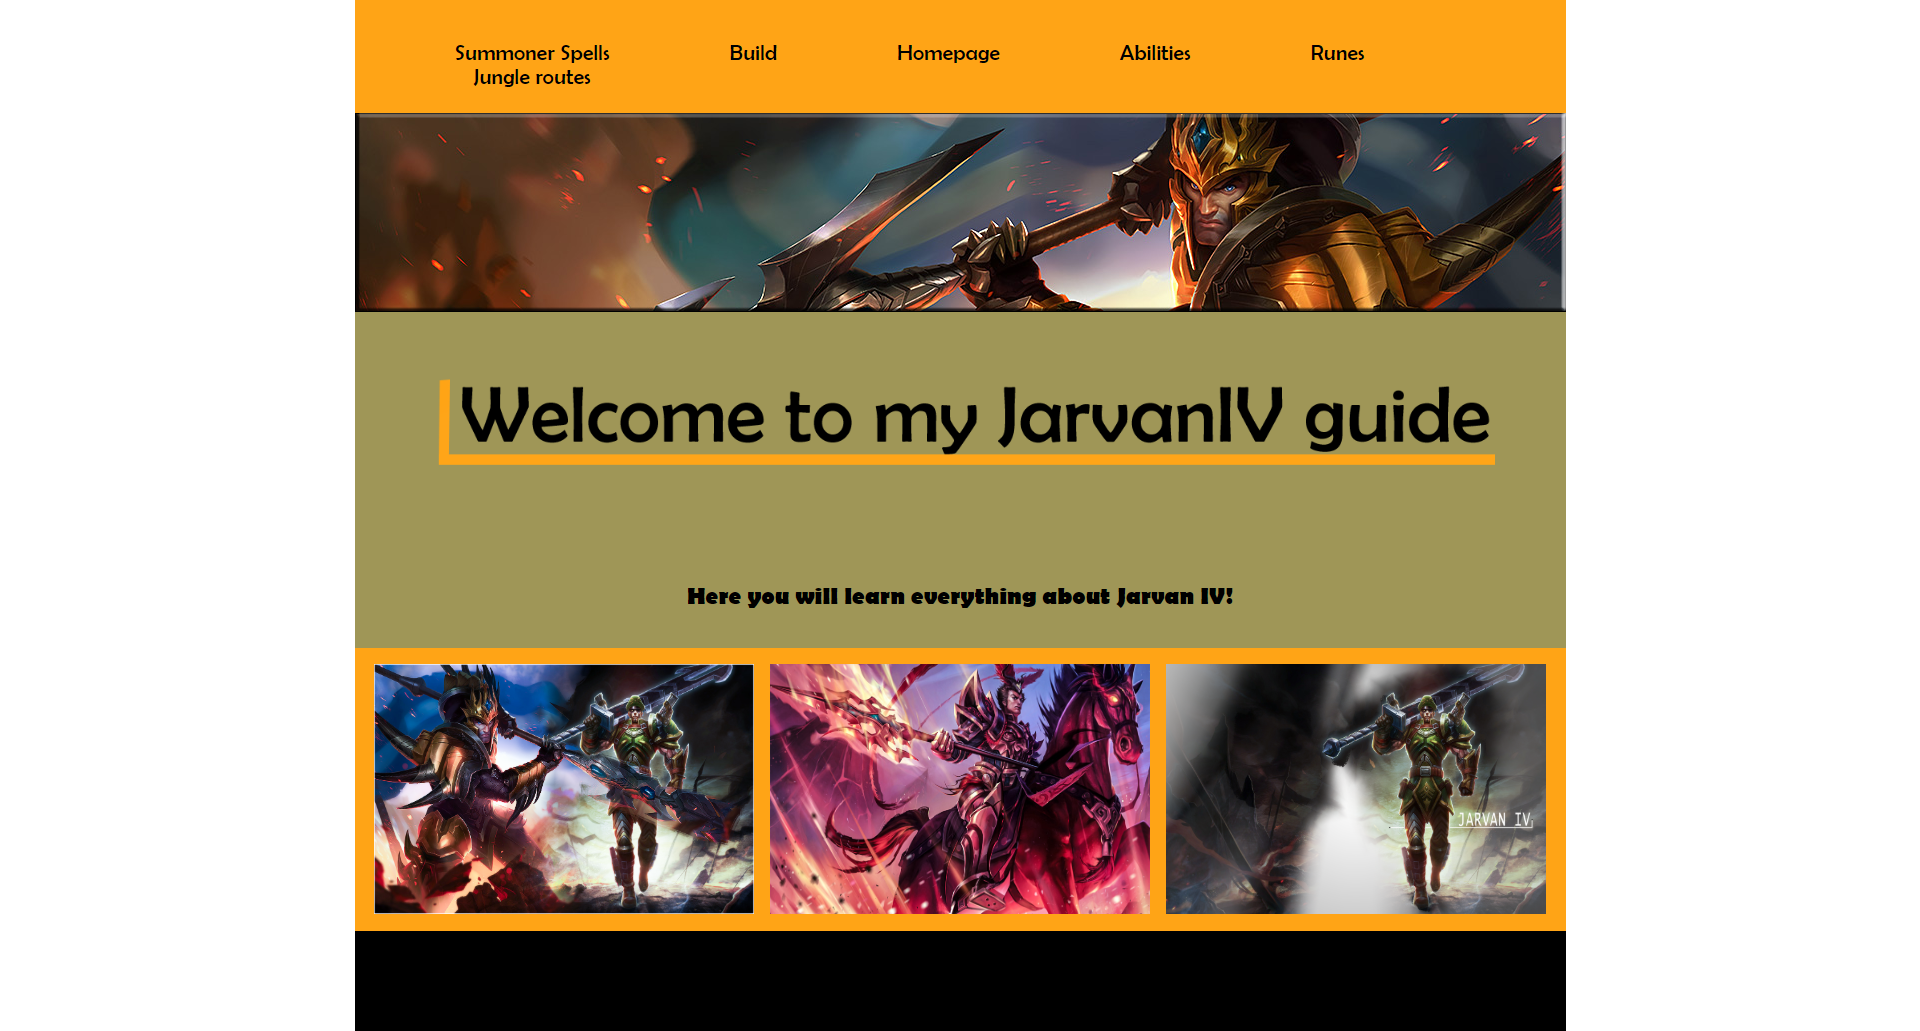 Summoner Spells Build Homepage Abilities Runes
Jungle routes
Welcome to my JarvanIV guide
Here you will learn everything about Jarvan IV!
JARVAN IV